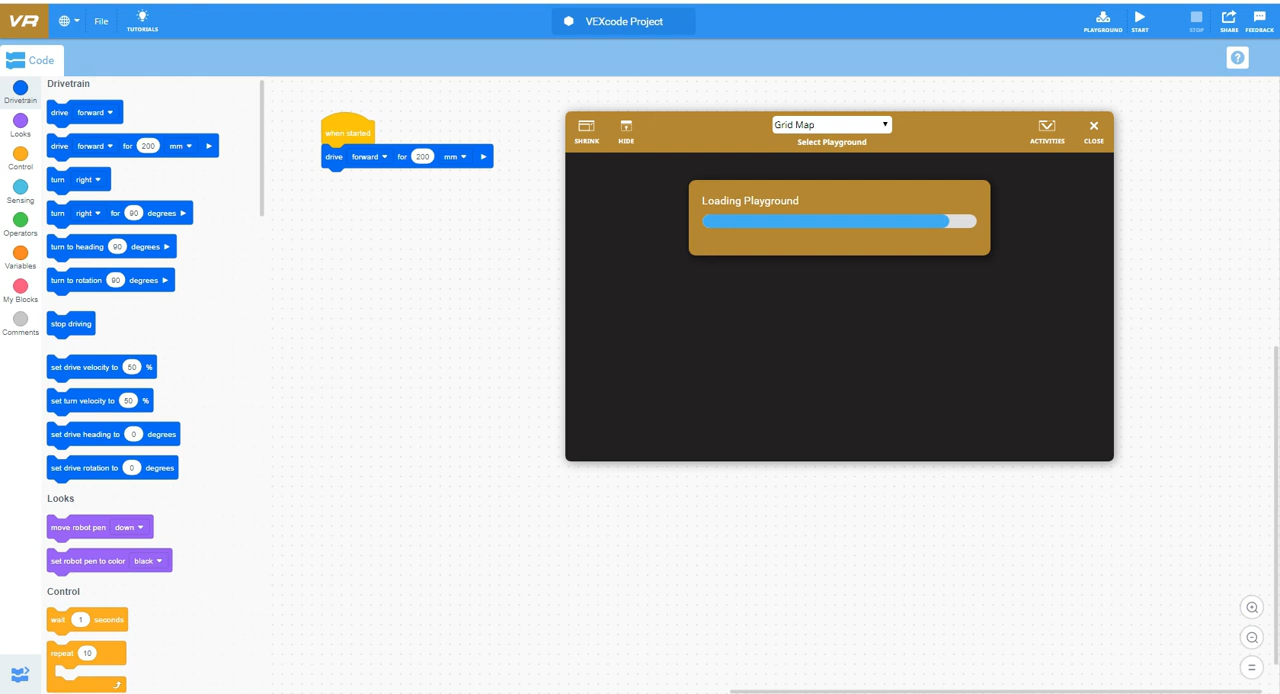 VR
File
TUTORIALS
VEXcode Project
PLAYGROUND
START
STOP
SHARE
FEEDBACK
Code
?
Drivetrain
Looks
Control
Sensing
Operators
Variables
My Blocks
Comments
Drivetrain
drive forward
drive forward for 200 mm
turn right
turn right for 90 degrees
turn to heading 90 degrees
turn to rotation 90 degrees
stop driving
set drive velocity to 50 %
set turn velocity to 50 %
set drive heading to 0 degrees
set drive rotation to 0 degrees
Looks
move robot pen down
set robot pen to color black
Control
wait 1 seconds
repeat 10
when started
drive forward for 200 mm
SHRINK
HIDE
Grid Map
Select Playground
ACTIVITIES
CLOSE
Loading Playground